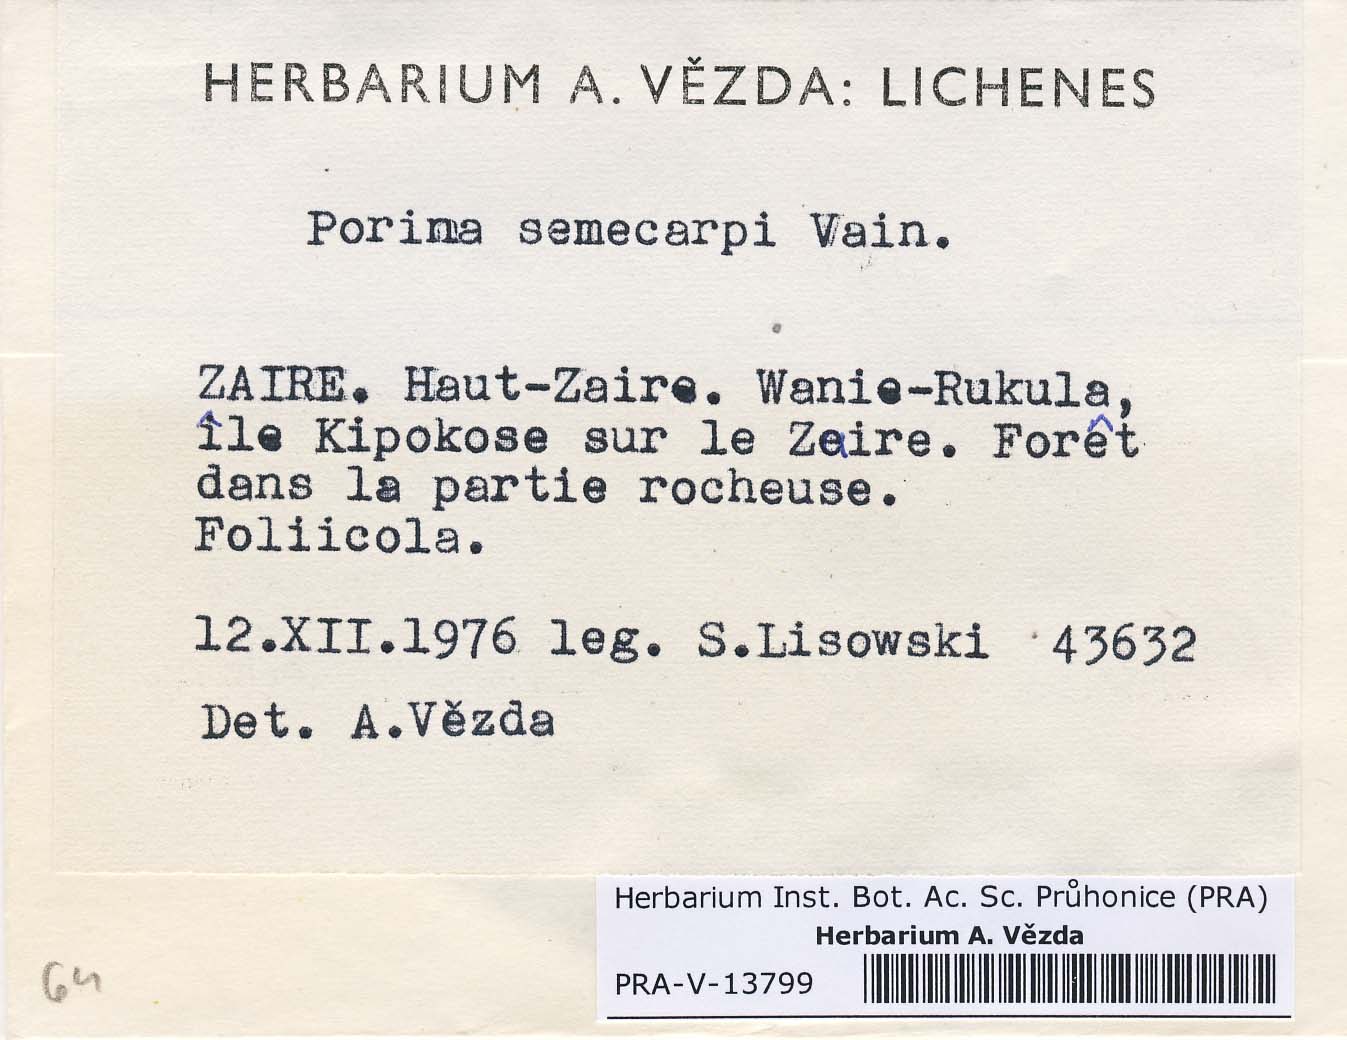 HERBARIUM A. VĚZDA: LICHENES
Porina semecarpi Vain.
ZAIRE. Haut-Zaire. Wanie-Rukula,
île Kipokose sur le Zaire. Forêt
dans la partie rocheuse.
Foliicola.
12.XII.1976 leg. S.Lisowski 43632
Det. A.Vězda
Herbarium Inst. Bot. Ac. Sc. Průhonice (PRA)
Herbarium A. Vězda
PRA-V-13799